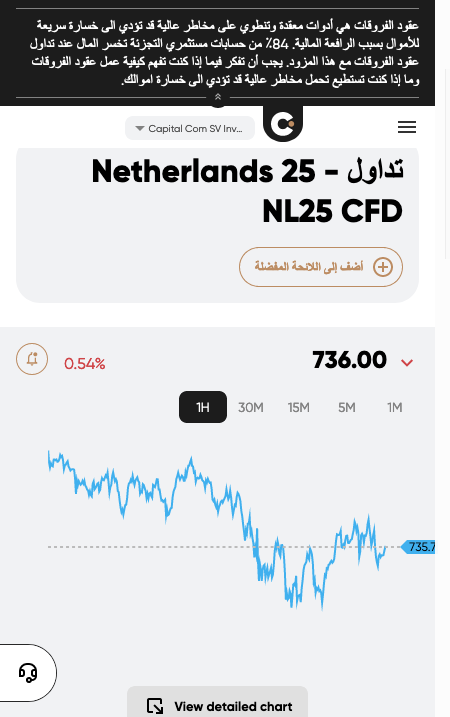 عقود الفروقات هي أدوات معقدة وتنطوي على مخاطر عالية قد تؤدي الى خسارة سريعة
للأموال بسبب الرافعة المالية. 84٪ من حسابات مستثمري التجزئة تخسر المال عند تداول
عقود الفروقات مع هذا المزود. يجب أن تفكر فيما إذا كنت تفهم كيفية عمل عقود الفروقات
وما إذا كنت تستطيع تحمل مخاطر عالية قد تؤدي الى خسارة اموالك.
Capital Com SV Inv...
تداول Netherlands 25 -
NL25 CFD
أضف إلى اللائحة المفضلة
736.00
0.54%
1H 30M 15M 5M 1M
735.7
View detailed chart